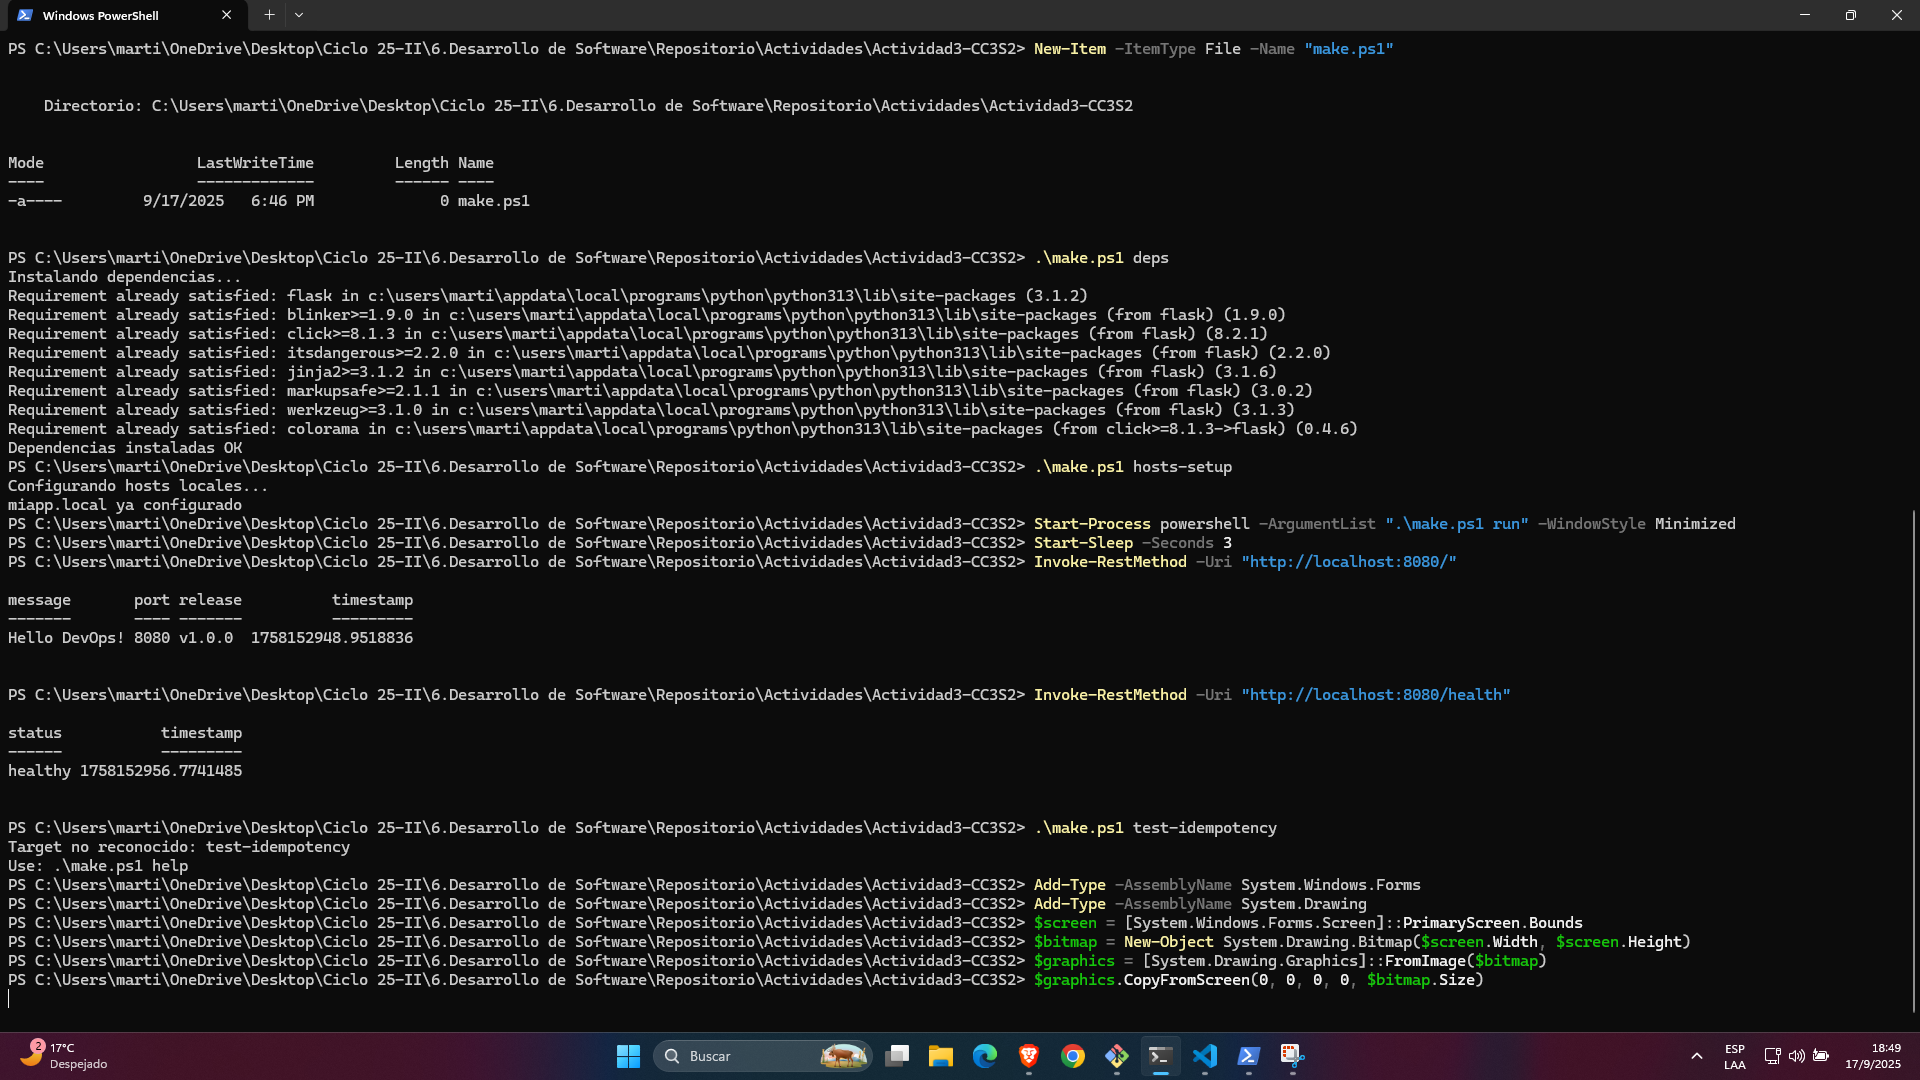 Windows PowerShell
PS C:\Users\marti\OneDrive\Desktop\Ciclo 25-II\6.Desarrollo de Software\Repositorio\Actividades\Actividad3-CC3S2> New-Item -ItemType File -Name "make.ps1"
Directorio: C:\Users\marti\OneDrive\Desktop\Ciclo 25-II\6.Desarrollo de Software\Repositorio\Actividades\Actividad3-CC3S2
Mode                 LastWriteTime         Length Name
----                 -------------         ------ ----
-a----         9/17/2025   6:46 PM              0 make.ps1
PS C:\Users\marti\OneDrive\Desktop\Ciclo 25-II\6.Desarrollo de Software\Repositorio\Actividades\Actividad3-CC3S2> .\make.ps1 deps
Instalando dependencias...
Requirement already satisfied: flask in c:\users\marti\appdata\local\programs\python\python313\lib\site-packages (3.1.2)
Requirement already satisfied: blinker>=1.9.0 in c:\users\marti\appdata\local\programs\python\python313\lib\site-packages (from flask) (1.9.0)
Requirement already satisfied: click>=8.1.3 in c:\users\marti\appdata\local\programs\python\python313\lib\site-packages (from flask) (8.2.1)
Requirement already satisfied: itsdangerous>=2.2.0 in c:\users\marti\appdata\local\programs\python\python313\lib\site-packages (from flask) (2.2.0)
Requirement already satisfied: jinja2>=3.1.2 in c:\users\marti\appdata\local\programs\python\python313\lib\site-packages (from flask) (3.1.6)
Requirement already satisfied: markupsafe>=2.1.1 in c:\users\marti\appdata\local\programs\python\python313\lib\site-packages (from flask) (3.0.2)
Requirement already satisfied: werkzeug>=3.1.0 in c:\users\marti\appdata\local\programs\python\python313\lib\site-packages (from flask) (3.1.3)
Requirement already satisfied: colorama in c:\users\marti\appdata\local\programs\python\python313\lib\site-packages (from click>=8.1.3->flask) (0.4.6)
Dependencias instaladas OK
PS C:\Users\marti\OneDrive\Desktop\Ciclo 25-II\6.Desarrollo de Software\Repositorio\Actividades\Actividad3-CC3S2> .\make.ps1 hosts-setup
Configurando hosts locales...
miapp.local ya configurado
PS C:\Users\marti\OneDrive\Desktop\Ciclo 25-II\6.Desarrollo de Software\Repositorio\Actividades\Actividad3-CC3S2> Start-Process powershell -ArgumentList ".\make.ps1 run" -WindowStyle Minimized
PS C:\Users\marti\OneDrive\Desktop\Ciclo 25-II\6.Desarrollo de Software\Repositorio\Actividades\Actividad3-CC3S2> Start-Sleep -Seconds 3
PS C:\Users\marti\OneDrive\Desktop\Ciclo 25-II\6.Desarrollo de Software\Repositorio\Actividades\Actividad3-CC3S2> Invoke-RestMethod -Uri "http://localhost:8080/"
message       port release          timestamp
-------       ---- -------          ---------
Hello DevOps! 8080 v1.0.0  1758152948.9518836
PS C:\Users\marti\OneDrive\Desktop\Ciclo 25-II\6.Desarrollo de Software\Repositorio\Actividades\Actividad3-CC3S2> Invoke-RestMethod -Uri "http://localhost:8080/health"
status           timestamp
------           ---------
healthy 1758152956.7741485
PS C:\Users\marti\OneDrive\Desktop\Ciclo 25-II\6.Desarrollo de Software\Repositorio\Actividades\Actividad3-CC3S2> .\make.ps1 test-idempotency
Target no reconocido: test-idempotency
Use: .\make.ps1 help
PS C:\Users\marti\OneDrive\Desktop\Ciclo 25-II\6.Desarrollo de Software\Repositorio\Actividades\Actividad3-CC3S2> Add-Type -AssemblyName System.Windows.Forms
PS C:\Users\marti\OneDrive\Desktop\Ciclo 25-II\6.Desarrollo de Software\Repositorio\Actividades\Actividad3-CC3S2> Add-Type -AssemblyName System.Drawing
PS C:\Users\marti\OneDrive\Desktop\Ciclo 25-II\6.Desarrollo de Software\Repositorio\Actividades\Actividad3-CC3S2> $screen = [System.Windows.Forms.Screen]::PrimaryScreen.Bounds
PS C:\Users\marti\OneDrive\Desktop\Ciclo 25-II\6.Desarrollo de Software\Repositorio\Actividades\Actividad3-CC3S2> $bitmap = New-Object System.Drawing.Bitmap($screen.Width, $screen.Height)
PS C:\Users\marti\OneDrive\Desktop\Ciclo 25-II\6.Desarrollo de Software\Repositorio\Actividades\Actividad3-CC3S2> $graphics = [System.Drawing.Graphics]::FromImage($bitmap)
PS C:\Users\marti\OneDrive\Desktop\Ciclo 25-II\6.Desarrollo de Software\Repositorio\Actividades\Actividad3-CC3S2> $graphics.CopyFromScreen(0, 0, 0, 0, $bitmap.Size)
2
17°C
Despejado
Buscar
ESP
LAA
18:49
17/9/2025